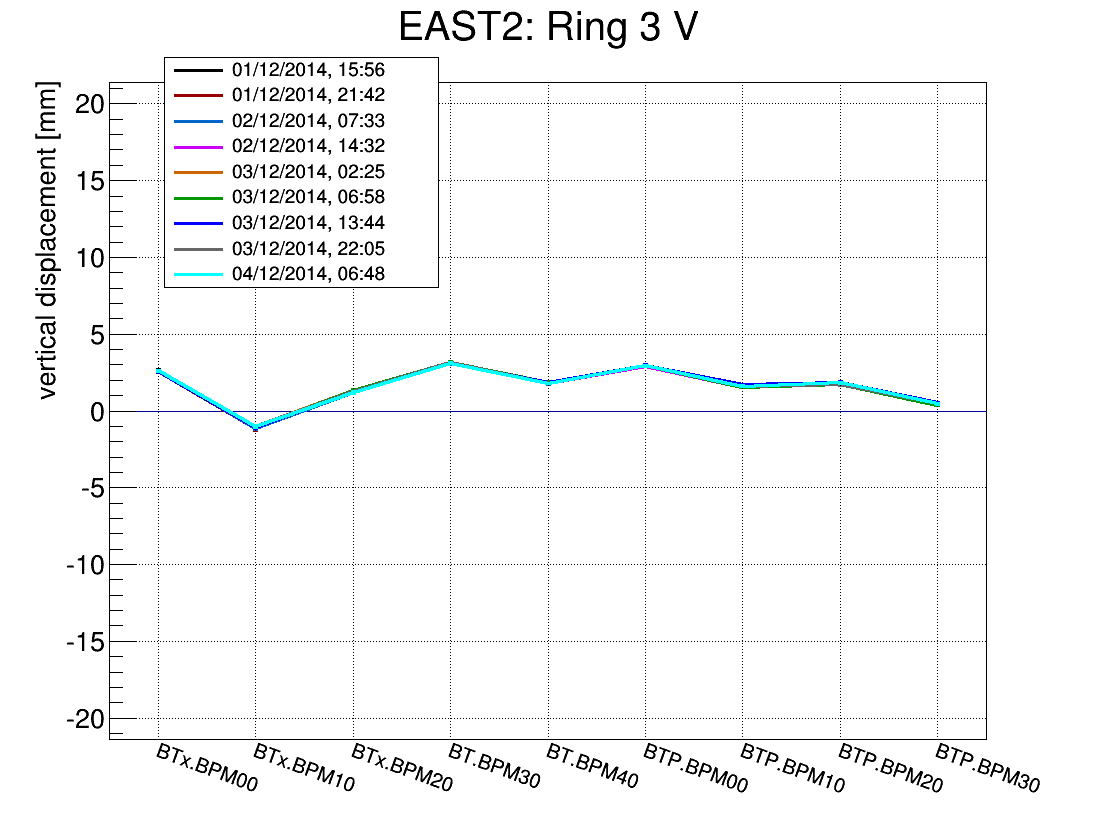 EAST2: Ring 3 V
vertical displacement [mm]
01/12/2014, 15:56
01/12/2014, 21:42
02/12/2014, 07:33
02/12/2014, 14:32
03/12/2014, 02:25
03/12/2014, 06:58
03/12/2014, 13:44
03/12/2014, 22:05
04/12/2014, 06:48
20
15
10
5
0
-5
-10
-15
-20
BTx.BPM00
BTx.BPM10
BTx.BPM20
BT.BPM30
BT.BPM40
BTP.BPM00
BTP.BPM10
BTP.BPM20
BTP.BPM30